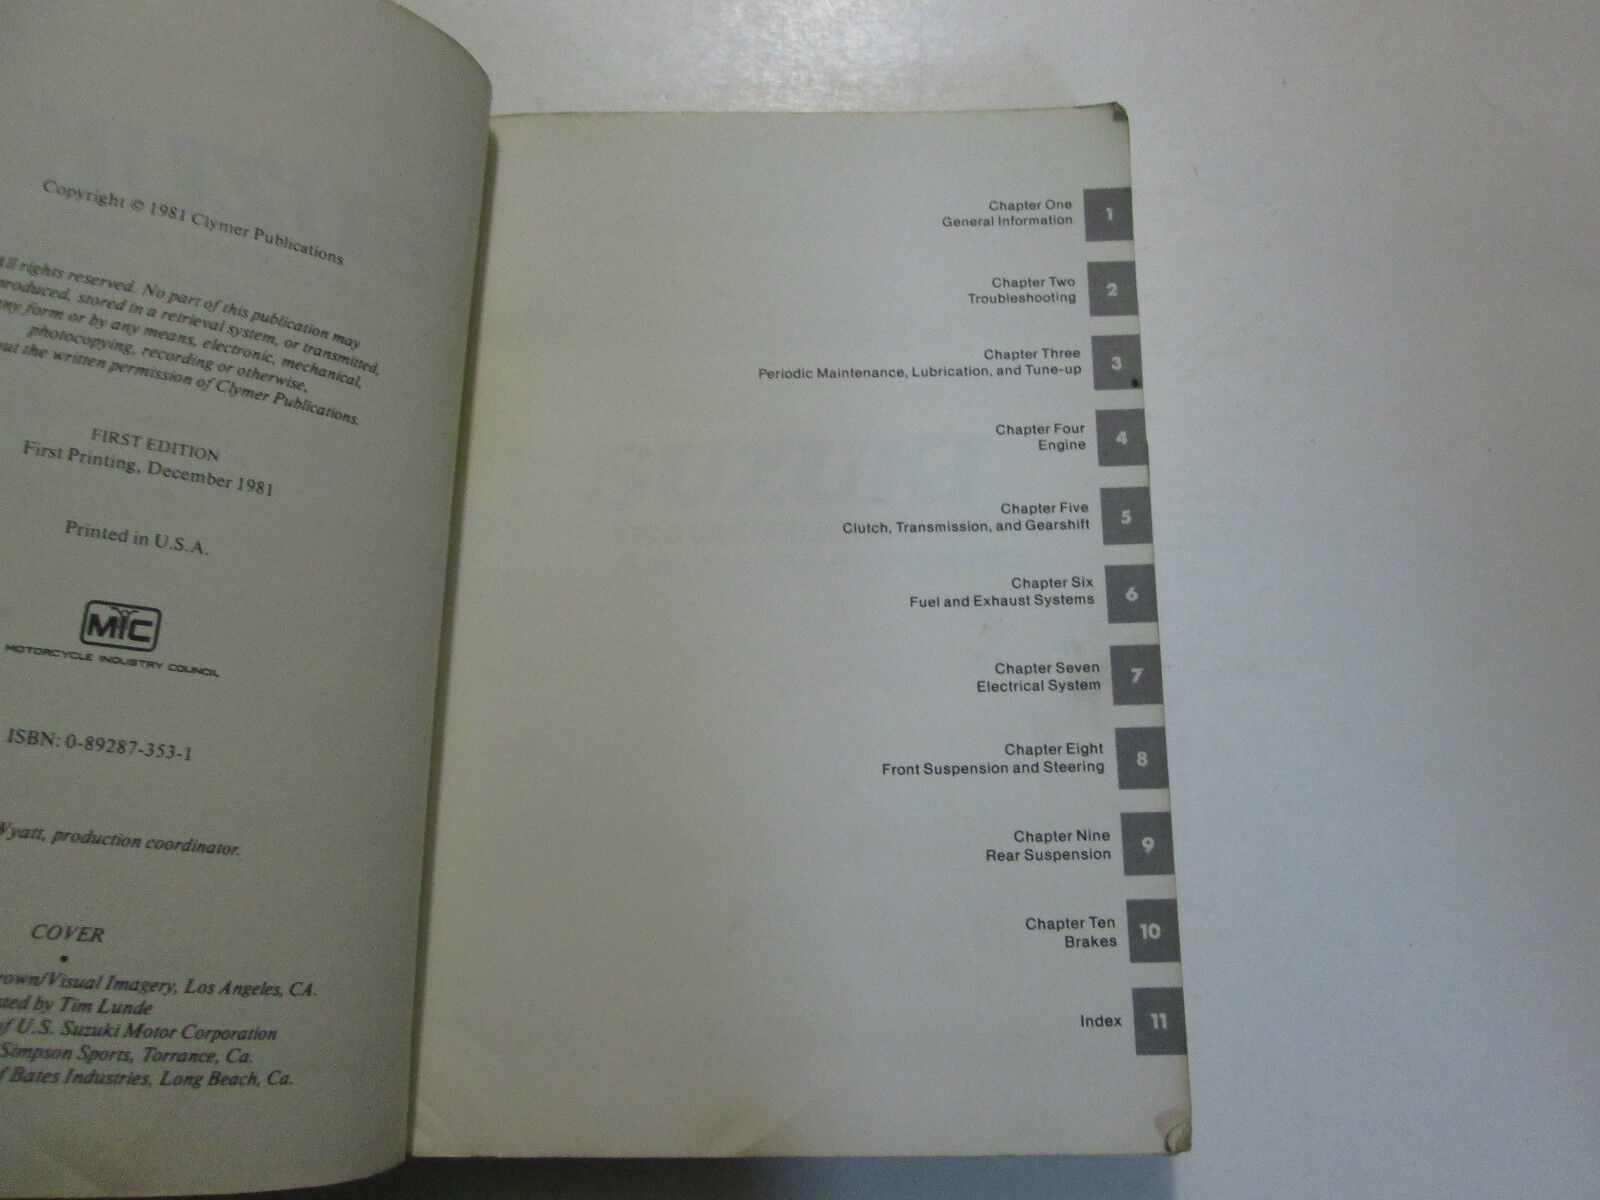 Copyright © 1981 Clymer Publications
All rights reserved. No part of this publication may
produced, stored in a retrieval system, or transmitted,
any form or by any means, electronic, mechanical,
photocopying, recording or otherwise,
out the written permission of Clymer Publications.
FIRST EDITION
First Printing, December 1981
Printed in U.S.A.
MIC
MOTORCYCLE INDUSTRY COUNCIL
ISBN: 0-89287-353-1
Wyatt, production coordinator.
COVER
rown/Visual Imagery, Los Angeles, CA.
ted by Tim Lunde
of U.S. Suzuki Motor Corporation
Simpson Sports, Torrance, Ca.
f Bates Industries, Long Beach, Ca.
Chapter One
General Information
1
Chapter Two
Troubleshooting
2
Chapter Three
Periodic Maintenance, Lubrication, and Tune-up
3
Chapter Four
Engine
4
Chapter Five
Clutch, Transmission, and Gearshift
5
Chapter Six
Fuel and Exhaust Systems
6
Chapter Seven
Electrical System
7
Chapter Eight
Front Suspension and Steering
8
Chapter Nine
Rear Suspension
9
Chapter Ten
Brakes
10
Index
11